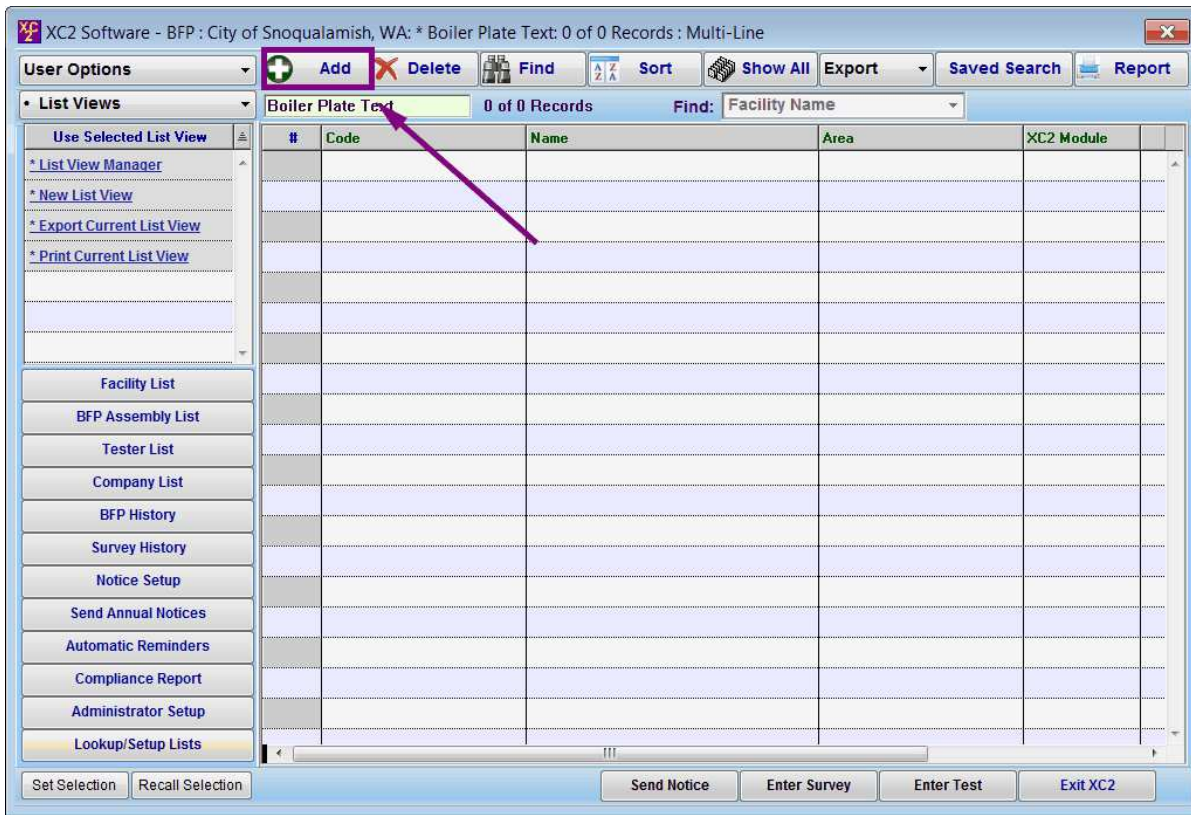 XC2 Software - BFP : City of Snoqualamish, WA: * Boiler Plate Text: 0 of 0 Records : Multi-Line
User Options Add Delete Find Sort Show All Export Saved Search Report
• List Views Boiler Plate Text 0 of 0 Records Find: Facility Name
Use Selected List View # Code Name Area XC2 Module
* List View Manager
* New List View
* Export Current List View
* Print Current List View
Facility List
BFP Assembly List
Tester List
Company List
BFP History
Survey History
Notice Setup
Send Annual Notices
Automatic Reminders
Compliance Report
Administrator Setup
Lookup/Setup Lists
Set Selection Recall Selection Send Notice Enter Survey Enter Test Exit XC2